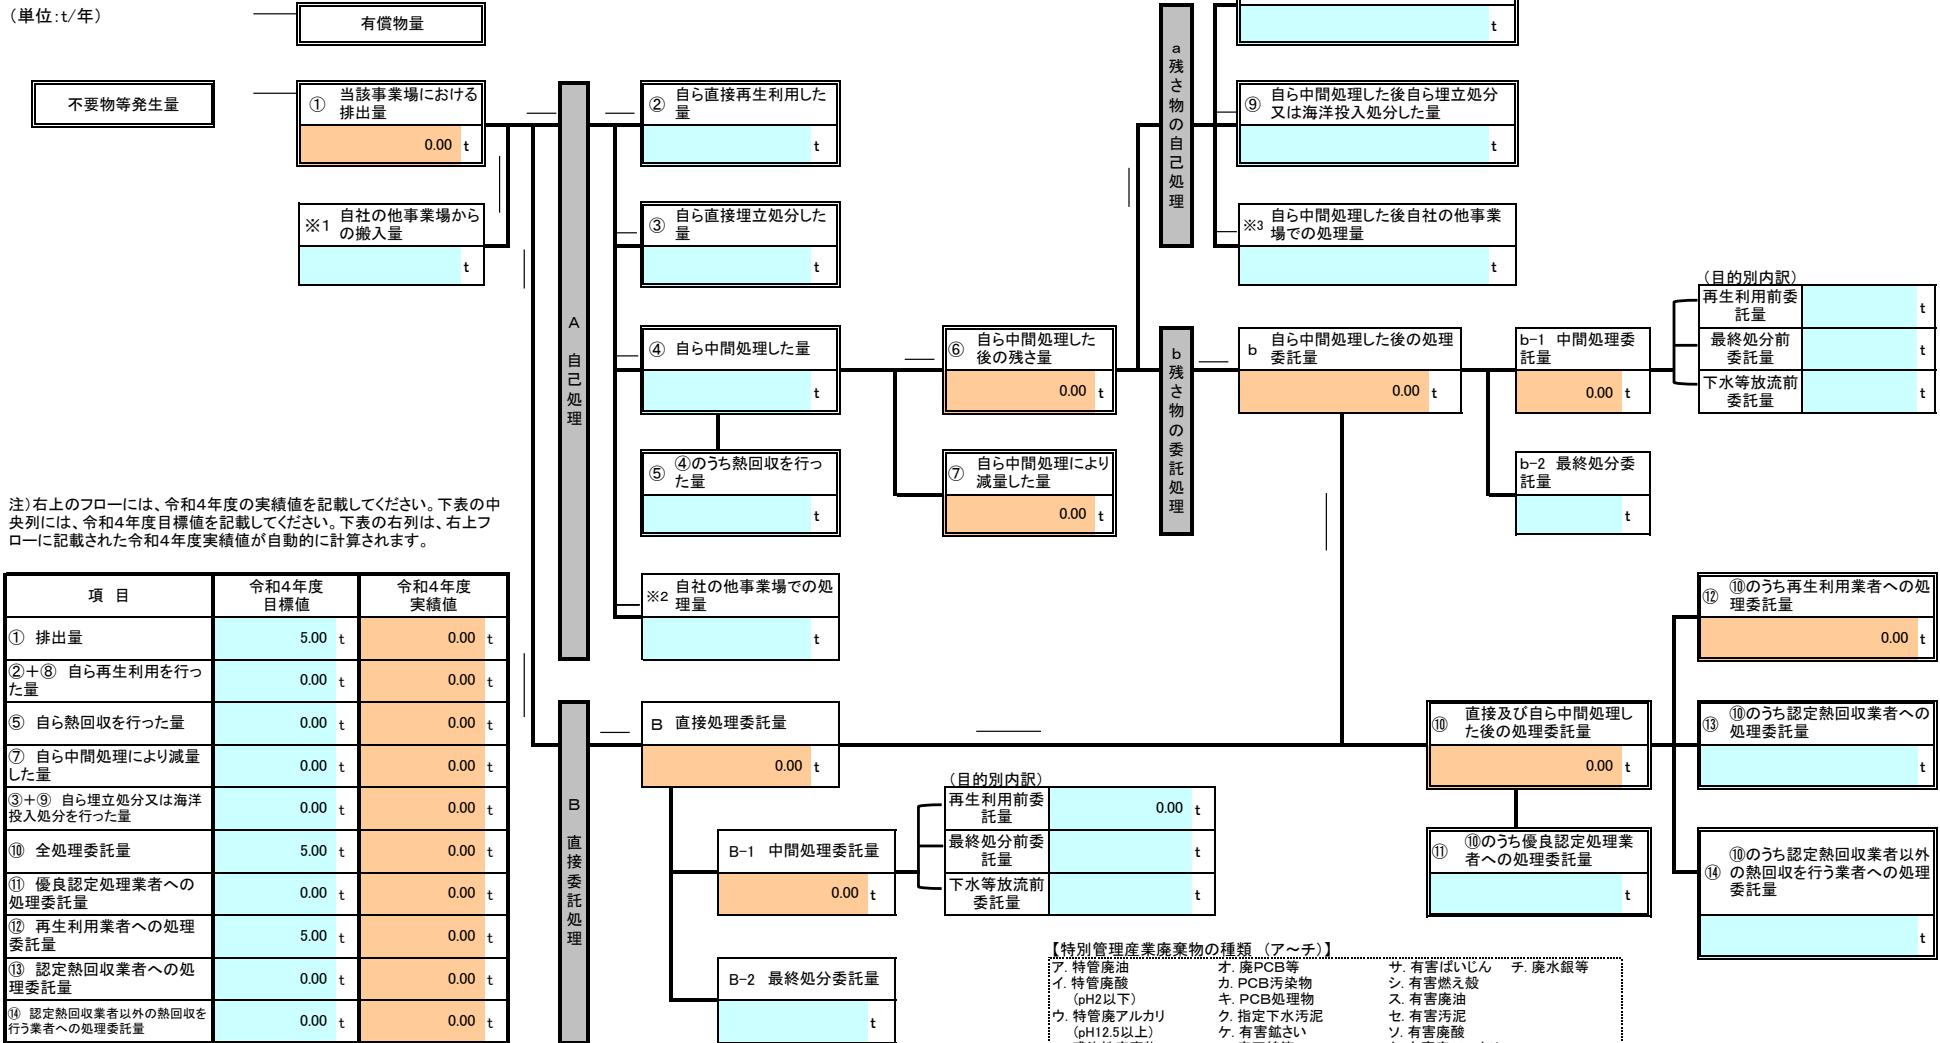 (単位:t/年)
有償物量
不要物等発生量
① 当該事業場における
排出量
0.00 t
※1 自社の他事業場から
の搬入量
t
A 自己処理
② 自ら直接再生利用した
量
t
③ 自ら直接埋立処分した
量
t
④ 自ら中間処理した量
t
⑤ ④のうち熱回収を行っ
た量
t
※2 自社の他事業場での処
理量
t
⑥ 自ら中間処理した
後の残さ量
0.00 t
⑦ 自ら中間処理により
減量した量
0.00 t
a 残さ物の自己処理
t
⑨ 自ら中間処理した後自ら埋立処分
又は海洋投入処分した量
t
※3 自ら中間処理した後自社の他事業
場での処理量
t
b 残さ物の委託処理
b 自ら中間処理した後の処理
委託量
0.00 t
b-1 中間処理委
託量
0.00 t
b-2 最終処分委
託量
t
(目的別内訳)
再生利用前委
託量
t
最終処分前
委託量
t
下水等放流前
委託量
t
注)右上のフローには、令和4年度の実績値を記載してください。下表の中
央列には、令和4年度目標値を記載してください。下表の右列は、右上フ
ローに記載された令和4年度実績値が自動的に計算されます。
項 目 令和4年度
目標値 令和4年度
実績値
① 排出量 5.00 t 0.00 t
②+⑧ 自ら再生利用を行っ
た量 0.00 t 0.00 t
⑤ 自ら熱回収を行った量 0.00 t 0.00 t
⑦ 自ら中間処理により減量
した量 0.00 t 0.00 t
③+⑨ 自ら埋立処分又は海洋
投入処分を行った量 0.00 t 0.00 t
⑩ 全処理委託量 5.00 t 0.00 t
⑪ 優良認定処理業者への
処理委託量 0.00 t 0.00 t
⑫ 再生利用業者への処理
委託量 5.00 t 0.00 t
⑬ 認定熱回収業者への処
理委託量 0.00 t 0.00 t
⑭ 認定熱回収業者以外の熱回収を
行う業者への処理委託量 0.00 t 0.00 t
B 直接委託処理
B 直接処理委託量
0.00 t
B-1 中間処理委託量
0.00 t
B-2 最終処分委託量
t
(目的別内訳)
再生利用前委
託量
0.00 t
最終処分前委
託量
t
下水等放流前
委託量
t
⑩ 直接及び自ら中間処理し
た後の処理委託量
0.00 t
⑪ ⑩のうち優良認定処理業
者への処理委託量
t
⑫ ⑩のうち再生利用業者への処
理委託量
0.00 t
⑬ ⑩のうち認定熱回収業者への
処理委託量
t
⑭ ⑩のうち認定熱回収業者以外
の熱回収を行う業者への処理
委託量
t
【特別管理産業廃棄物の種類 (ア~チ)】
ア. 特管廃油 オ. 廃PCB等 サ. 有害ばいじん チ. 廃水銀等
イ. 特管廃酸 カ. PCB汚染物 シ. 有害燃え殻
(pH2以下) キ. PCB処理物 ス. 有害廃油
ウ. 特管廃アルカリ ク. 指定下水汚泥 セ. 有害汚泥
(pH12.5以上) ケ. 有害鉱さい ソ. 有害廃酸